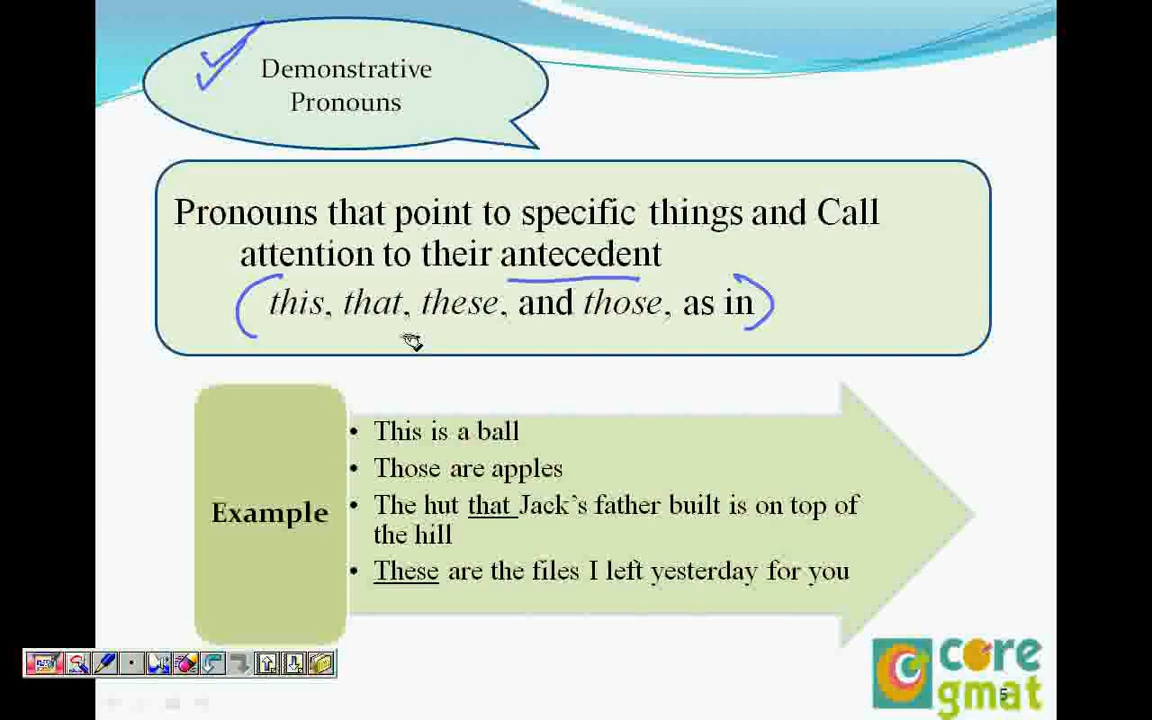 Demonstrative
Pronouns
Pronouns that point to specific things and Call
attention to their antecedent
this, that, these, and those, as in
Example
• This is a ball
• Those are apples
• The hut that Jack's father built is on top of
the hill
• These are the files I left yesterday for you
core
gmat
5